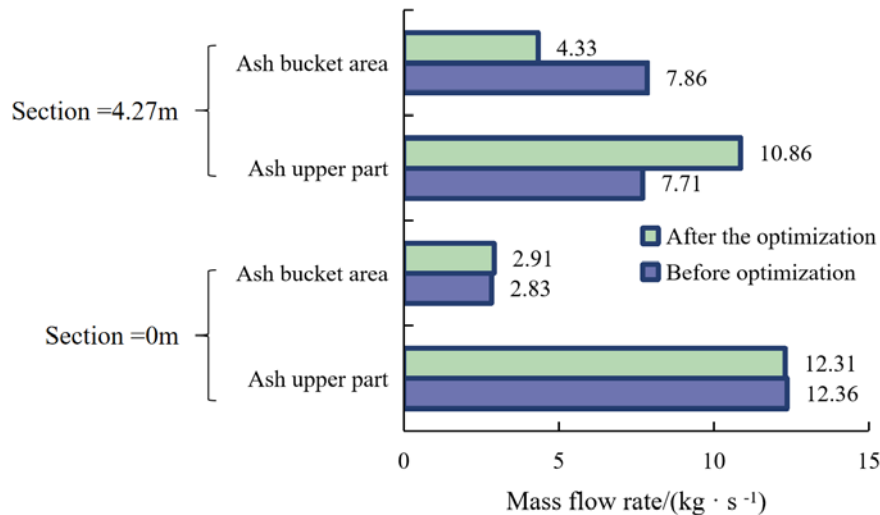 Section =4.27m
Ash bucket area
4.33
7.86
Ash upper part
10.86
7.71
Section =0m
Ash bucket area
2.91
2.83
Ash upper part
12.31
12.36
After the optimization
Before optimization
0 5 10 15
Mass flow rate/(kg · s ⁻¹)